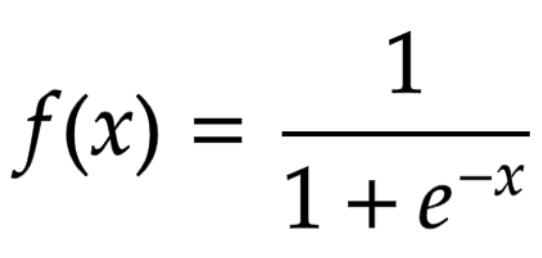 f(x) = 1 / (1 + e^{-x})